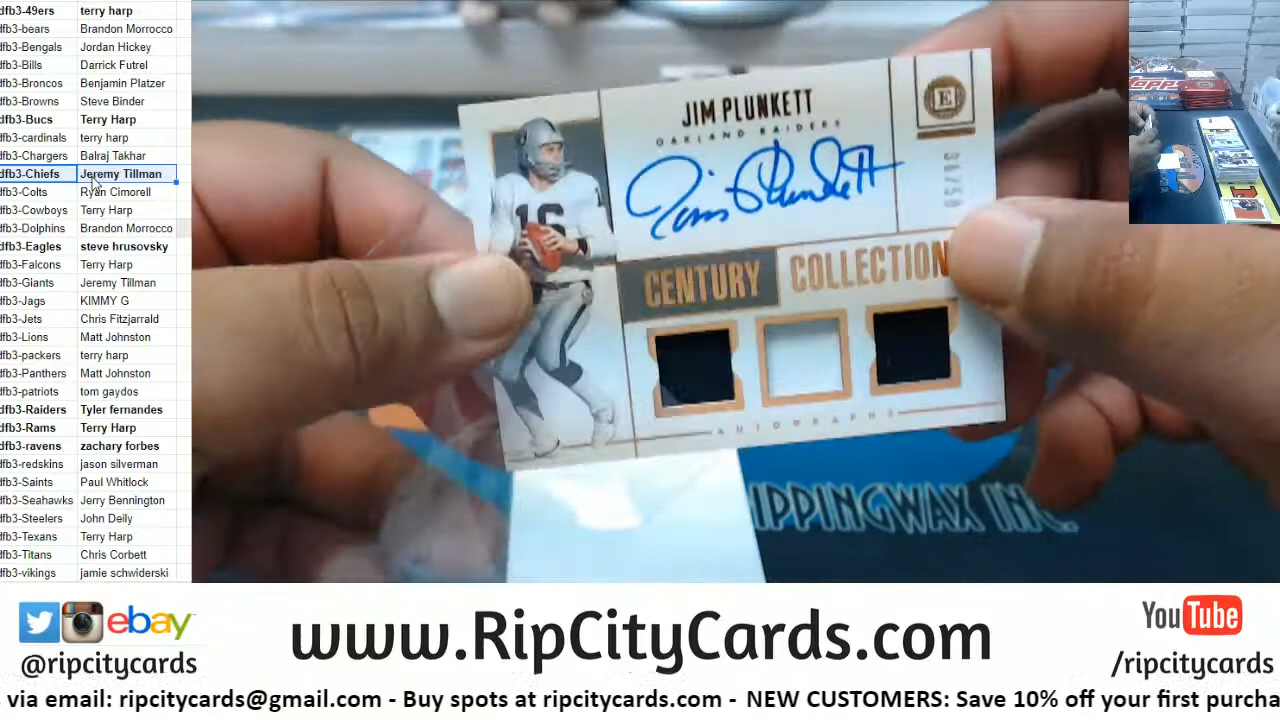 dfb3-49ers terry harp
dfb3-bears Brandon Morrocco
dfb3-Bengals Jordan Hickey
dfb3-Bills Darrick Futrel
dfb3-Broncos Benjamin Platzer
dfb3-Browns Steve Binder
dfb3-Bucs Terry Harp
dfb3-cardinals terry harp
dfb3-Chargers Balraj Takhar
dfb3-Chiefs Jeremy Tillman
dfb3-Colts Ryan Cimorell
dfb3-Cowboys Terry Harp
dfb3-Dolphins Brandon Morrocco
dfb3-Eagles steve hrusovsky
dfb3-Falcons Terry Harp
dfb3-Giants Jeremy Tillman
dfb3-Jags KIMMY G
dfb3-Jets Chris Fitzjarrald
dfb3-Lions Matt Johnston
dfb3-packers terry harp
dfb3-Panthers Matt Johnston
dfb3-patriots tom gaydos
dfb3-Raiders Tyler fernandes
dfb3-Rams Terry Harp
dfb3-ravens zachary forbes
dfb3-redskins jason silverman
dfb3-Saints Paul Whitlock
dfb3-Seahawks Jerry Bennington
dfb3-Steelers John Deily
dfb3-Texans Terry Harp
dfb3-Titans Chris Corbett
dfb3-vikings jamie schwiderski
JIM PLUNKETT
OAKLAND RAIDERS
E
Jim Plunkett
16
CENTURY COLLECTION
AUTOGRAPHS
IPPINGWAX INC.
TOPPS
ebay
@ripcitycards
www.RipCityCards.com
YouTube
/ripcitycards
s via email: ripcitycards@gmail.com - Buy spots at ripcitycards.com - NEW CUSTOMERS: Save 10% off your first purcha